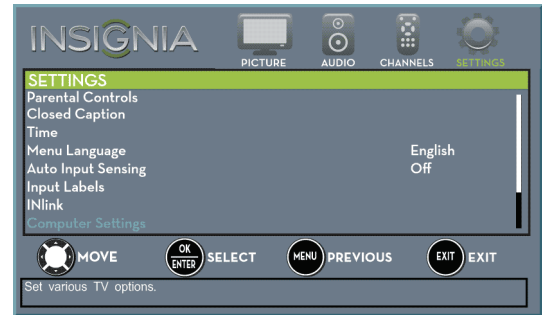 INSIGNIA
PICTURE AUDIO CHANNELS SETTINGS
SETTINGS
Parental Controls
Closed Caption
Time
Menu Language English
Auto Input Sensing Off
Input Labels
INlink
Computer Settings
MOVE OK ENTER SELECT MENU PREVIOUS EXIT EXIT
Set various TV options.